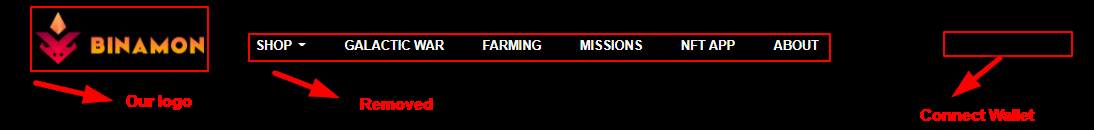 BINAMON
SHOP GALACTIC WAR FARMING MISSIONS NFT APP ABOUT
Our logo
Removed
Connect Wallet